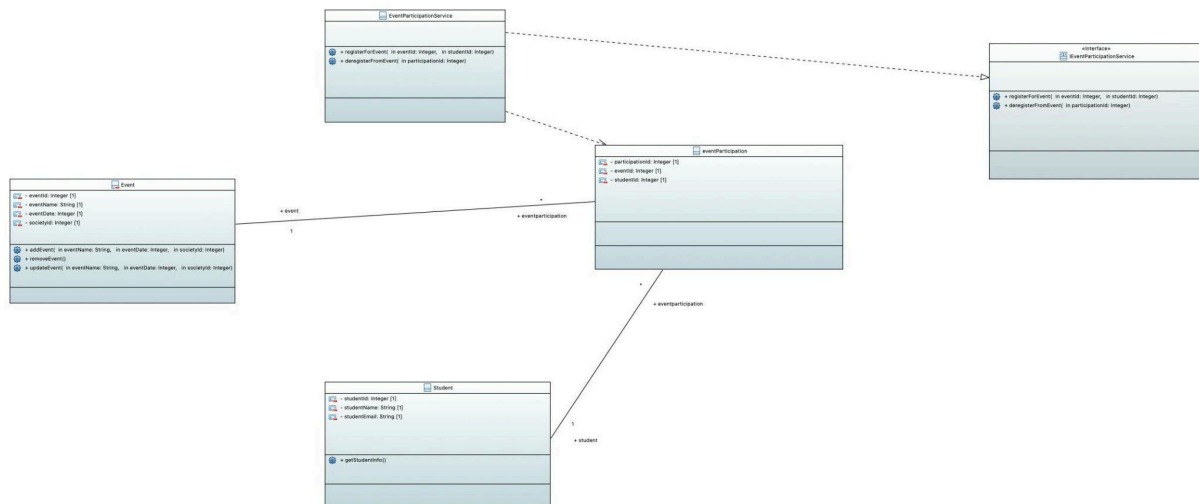 EventParticipationService
+ registerForEvent( in eventId: Integer, in studentId: Integer)
+ deregisterFromEvent( in participationId: Integer)
«Interface»
IEventParticipationService
+ registerForEvent( in eventId: Integer, in studentId: Integer)
+ deregisterFromEvent( in participationId: Integer)
eventParticipation
- participationId: Integer [1]
- eventId: Integer [1]
- studentId: Integer [1]
Event
- eventId: Integer [1]
- eventName: String [1]
- eventDate: Integer [1]
- societyId: Integer [1]
+ addEvent( in eventName: String, in eventDate: Integer, in societyId: Integer)
+ removeEvent()
+ updateEvent( in eventName: String, in eventDate: Integer, in societyId: Integer)
+ event
1
*
+ eventparticipation
*
+ eventparticipation
1
+ student
Student
- studentId: Integer [1]
- studentName: String [1]
- studentEmail: String [1]
+ getStudentInfo()